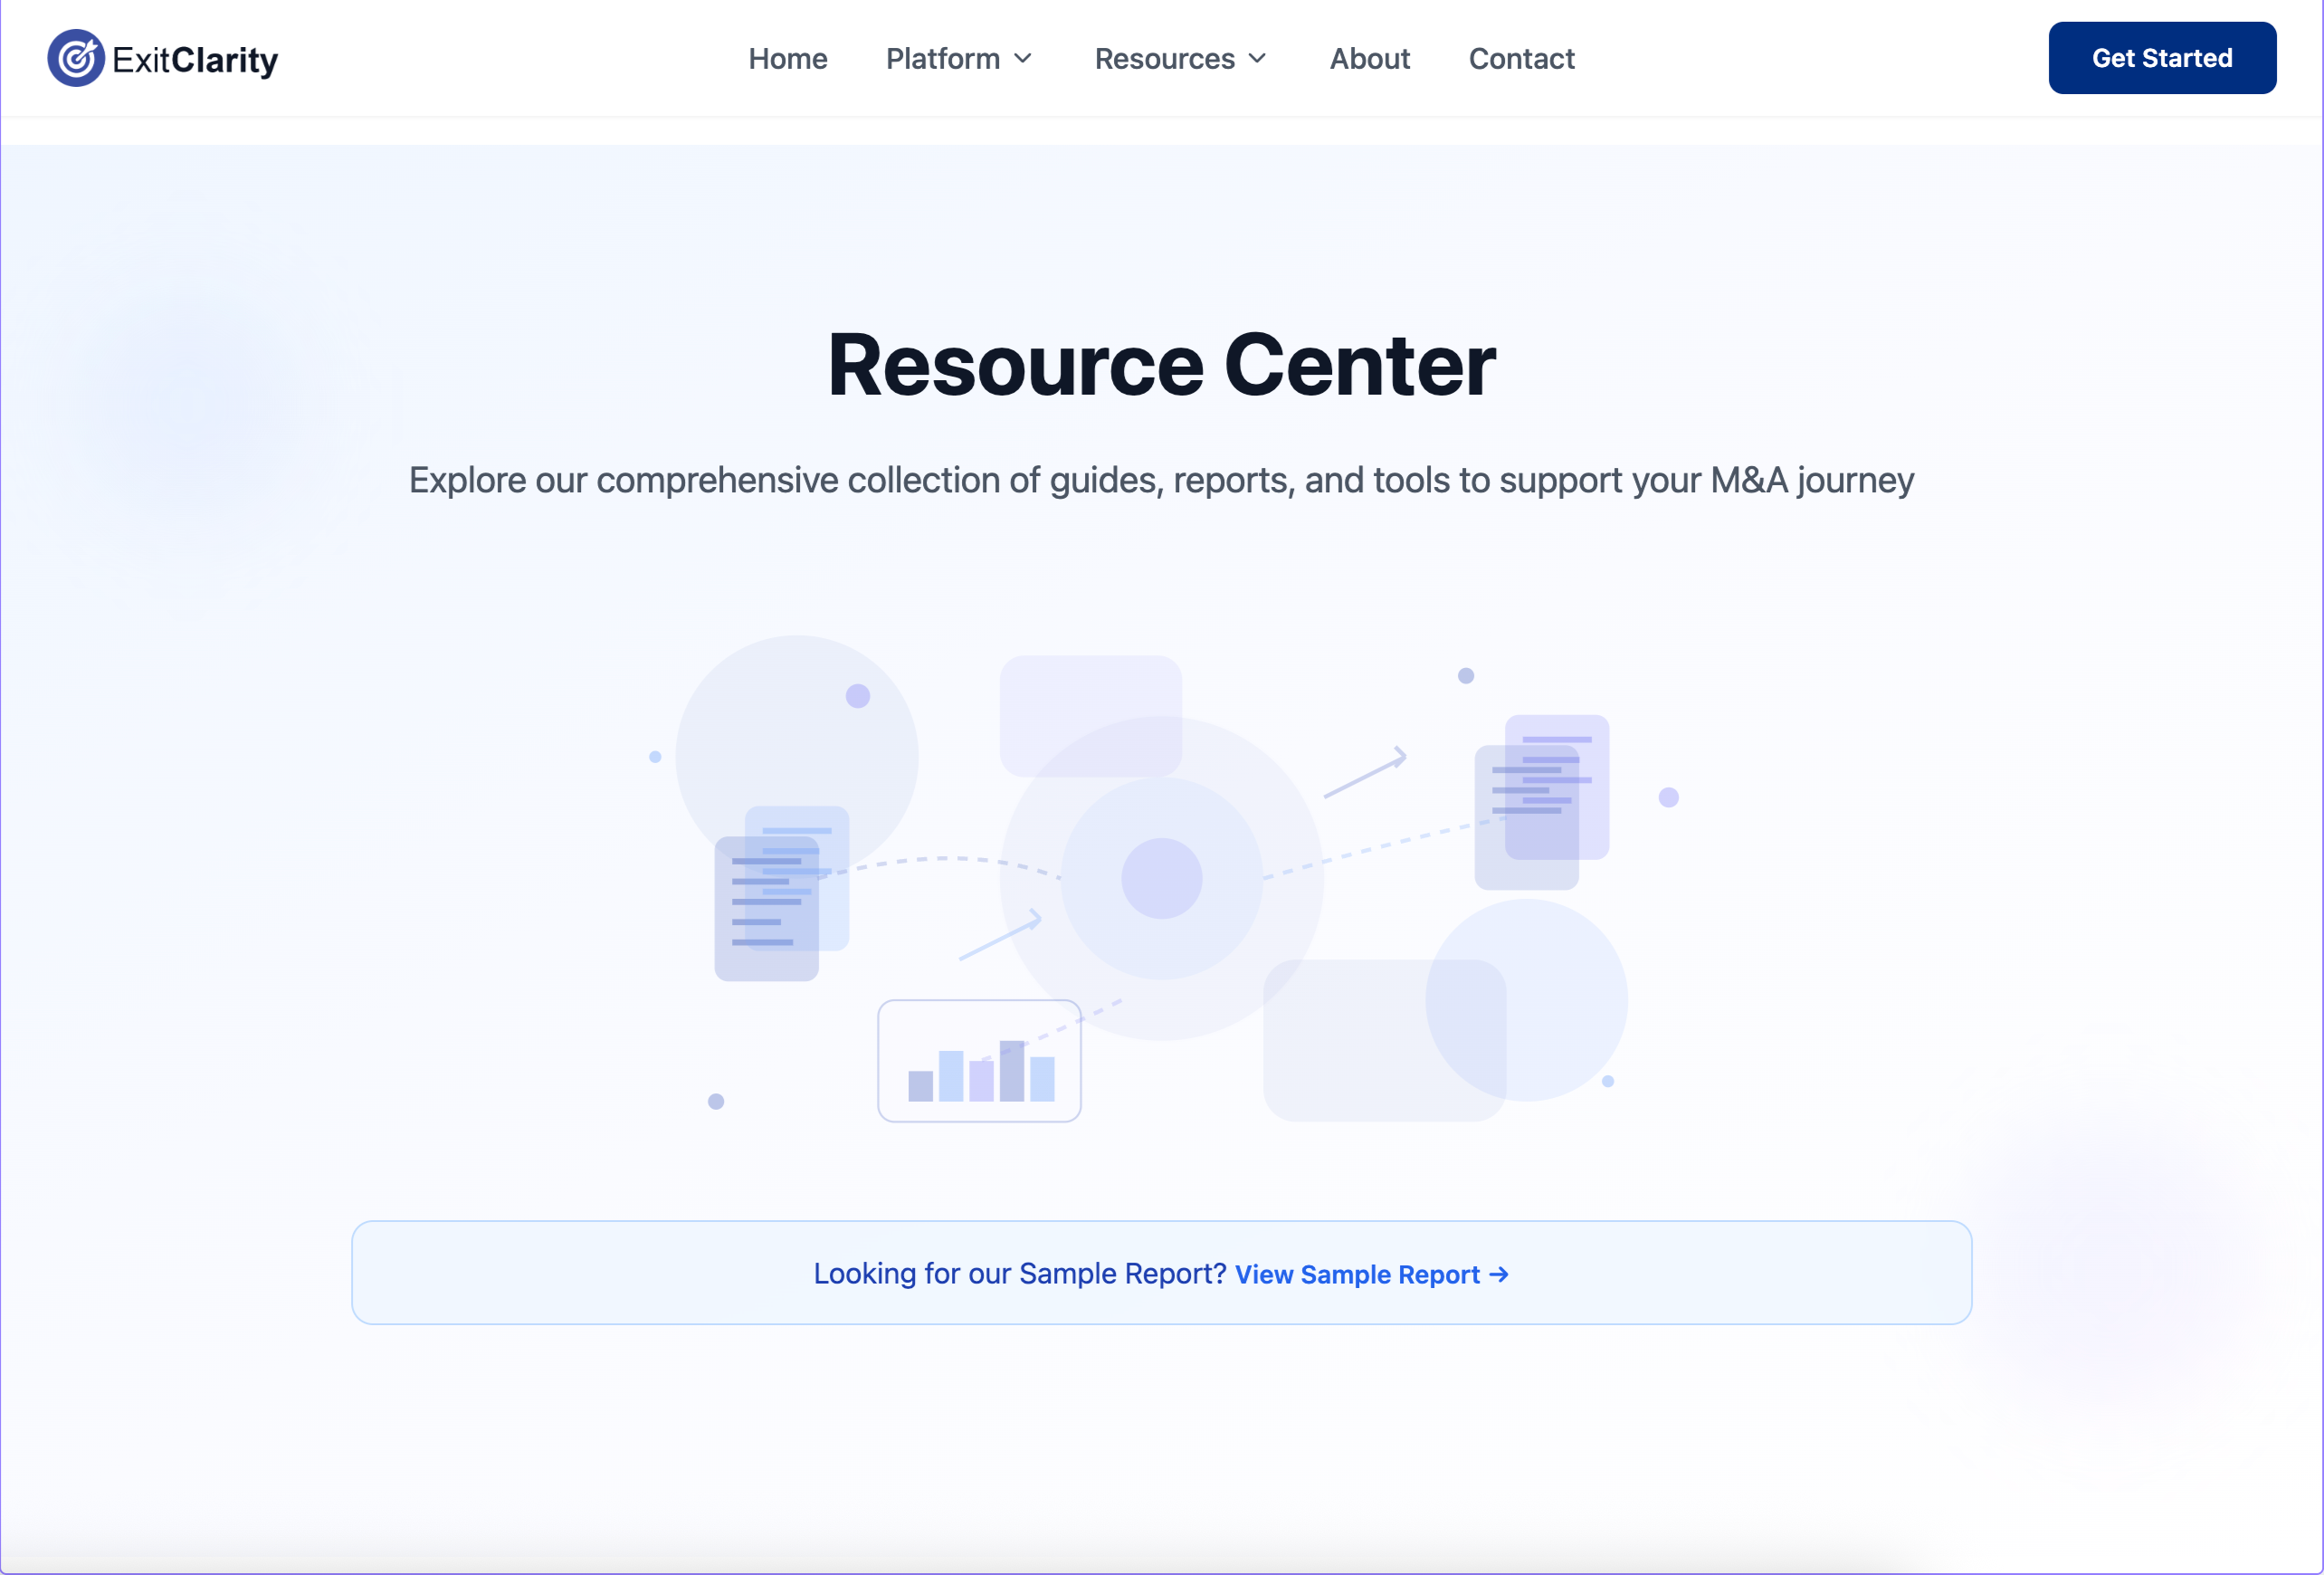 ExitClarity
Home
Platform
Resources
About
Contact
Get Started
Resource Center
Explore our comprehensive collection of guides, reports, and tools to support your M&A journey
Looking for our Sample Report? View Sample Report →